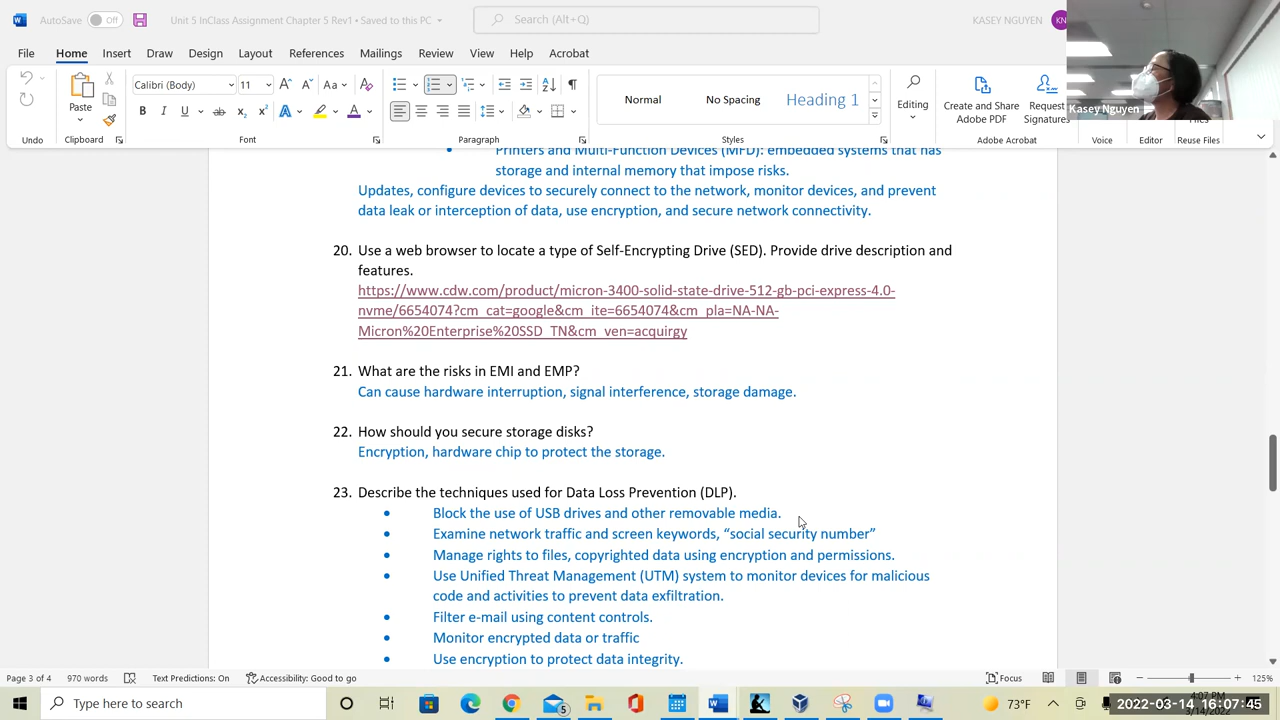 AutoSave Off
Unit 5 InClass Assignment Chapter 5 Rev1 • Saved to this PC
Search (Alt+Q)
KASEY NGUYEN
KN
File Home Insert Draw Design Layout References Mailings Review View Help Acrobat
Calibri (Body) 11
Paste
Undo
Clipboard
Font
Paragraph
Normal
No Spacing
Heading 1
Styles
Editing
Create and Share
Adobe PDF
Request
Signatures
Adobe Acrobat
Voice
Editor
Files
Reuse Files
Kasey Nguyen
• Printers and Multi-Function Devices (MFD): embedded systems that has
storage and internal memory that impose risks.
Updates, configure devices to securely connect to the network, monitor devices, and prevent
data leak or interception of data, use encryption, and secure network connectivity.
20. Use a web browser to locate a type of Self-Encrypting Drive (SED). Provide drive description and
features.
https://www.cdw.com/product/micron-3400-solid-state-drive-512-gb-pci-express-4.0-
nvme/6654074?cm_cat=google&cm_ite=6654074&cm_pla=NA-NA-
Micron%20Enterprise%20SSD_TN&cm_ven=acquirgy
21. What are the risks in EMI and EMP?
Can cause hardware interruption, signal interference, storage damage.
22. How should you secure storage disks?
Encryption, hardware chip to protect the storage.
23. Describe the techniques used for Data Loss Prevention (DLP).
• Block the use of USB drives and other removable media.
• Examine network traffic and screen keywords, “social security number”
• Manage rights to files, copyrighted data using encryption and permissions.
• Use Unified Threat Management (UTM) system to monitor devices for malicious
code and activities to prevent data exfiltration.
• Filter e-mail using content controls.
• Monitor encrypted data or traffic
• Use encryption to protect data integrity.
Page 3 of 4 970 words Text Predictions: On Accessibility: Good to go Focus 125%
Type here to search
5
73°F
4:07 PM
2022-03-14 16:07:45
3/14/2022